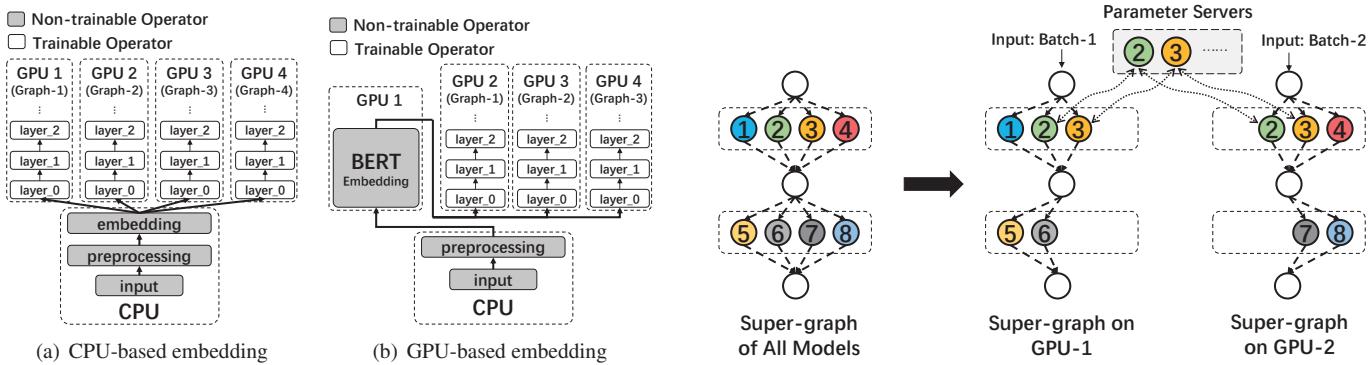 Non-trainable Operator
Trainable Operator
GPU 1 GPU 2 GPU 3 GPU 4
(Graph-1) (Graph-2) (Graph-3) (Graph-4)
... ... ... ...
layer_2 layer_2 layer_2 layer_2
layer_1 layer_1 layer_1 layer_1
layer_0 layer_0 layer_0 layer_0
embedding
preprocessing
input
CPU
(a) CPU-based embedding
Non-trainable Operator
Trainable Operator
GPU 2 GPU 3 GPU 4
(Graph-1) (Graph-2) (Graph-3)
... ... ...
GPU 1
layer_2 layer_2 layer_2
layer_1 layer_1 layer_1
layer_0 layer_0 layer_0
BERT
Embedding
preprocessing
input
CPU
(b) GPU-based embedding
1 2 3 4
5 6 7 8
Super-graph
of All Models
Parameter Servers
2 3 ......
Input: Batch-1
1 2 3
5 6
Super-graph on
GPU-1
Input: Batch-2
2 3 4
7 8
Super-graph
on GPU-2